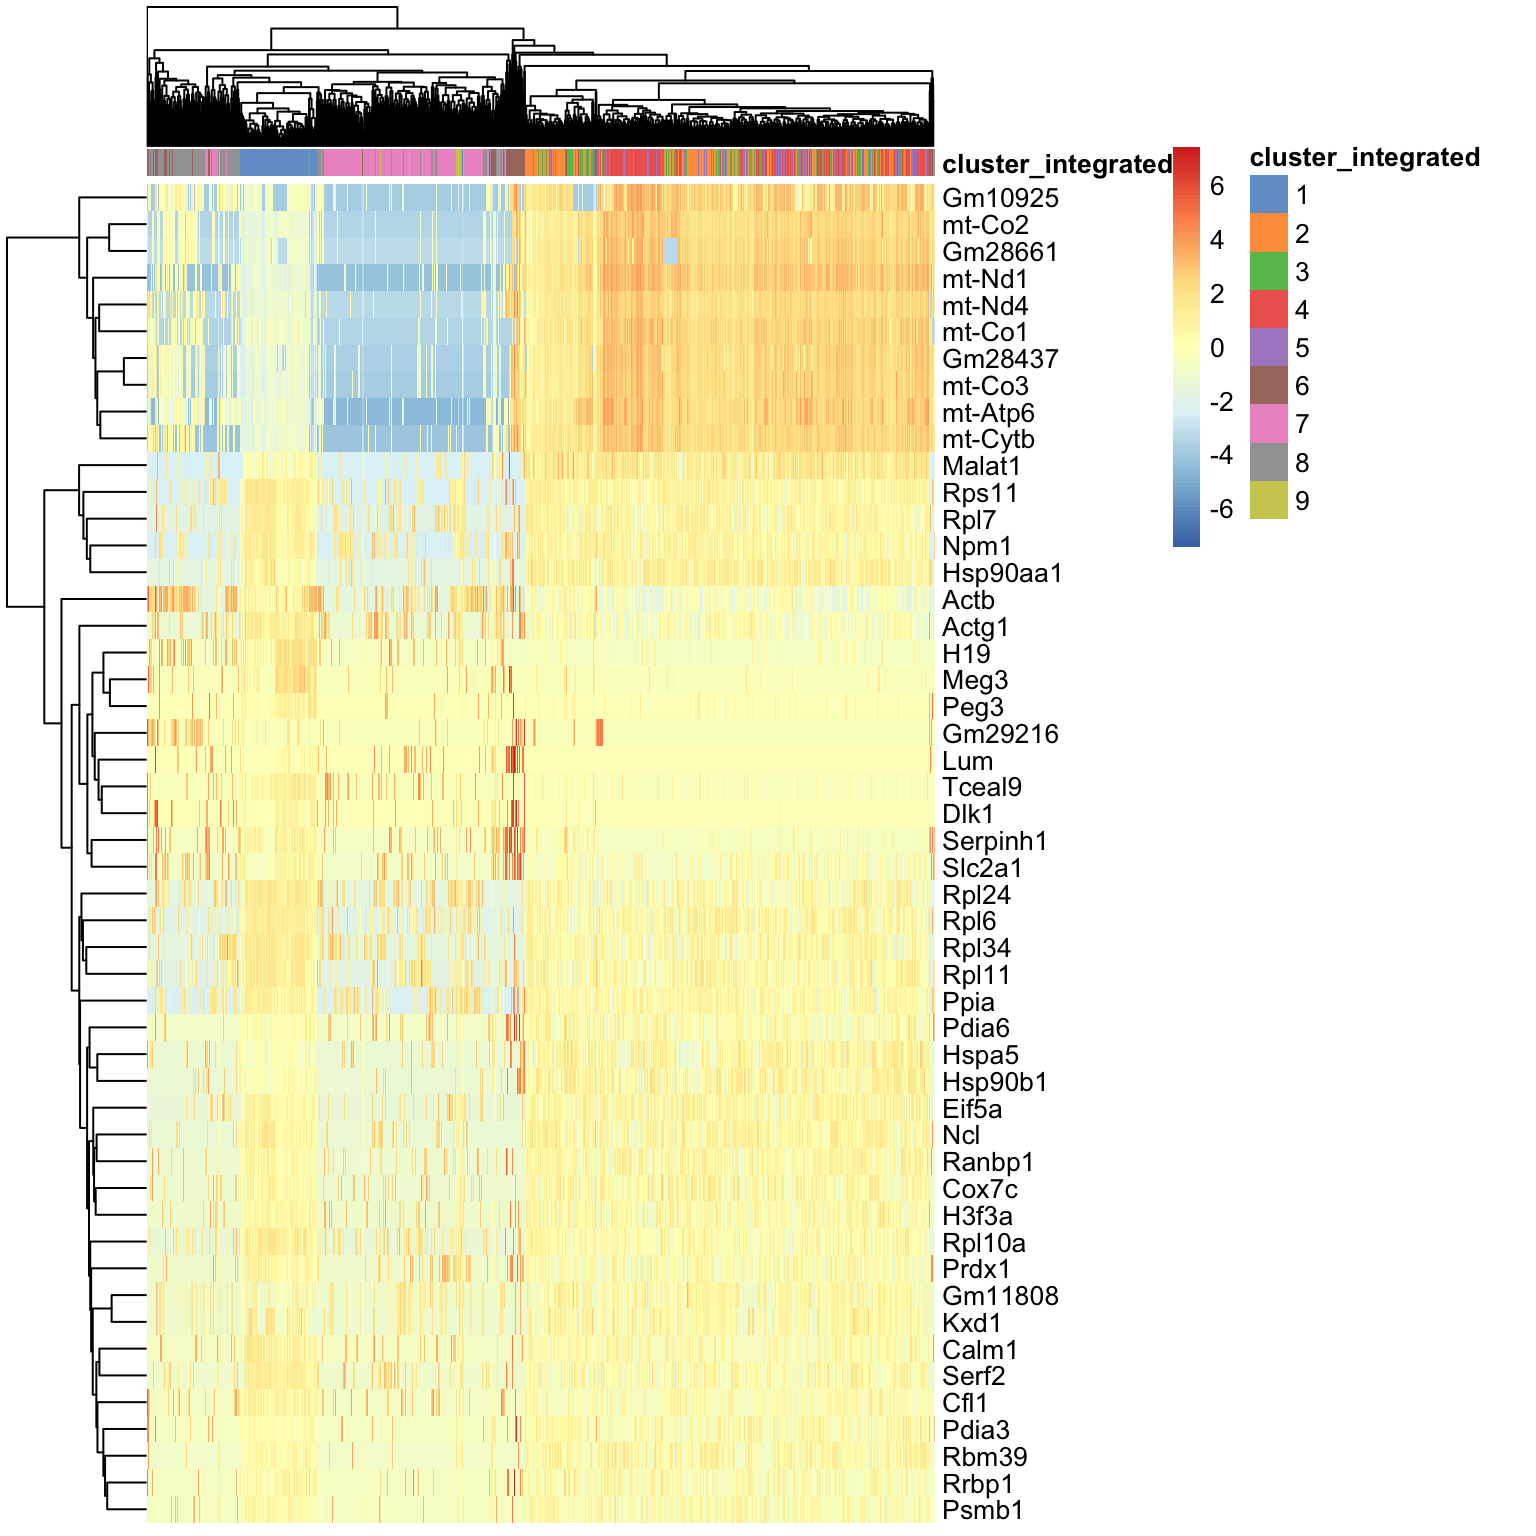 cluster_integrated
Gm10925
mt-Co2
Gm28661
mt-Nd1
mt-Nd4
mt-Co1
Gm28437
mt-Co3
mt-Atp6
mt-Cytb
Malat1
Rps11
Rpl7
Npm1
Hsp90aa1
Actb
Actg1
H19
Meg3
Peg3
Gm29216
Lum
Tceal9
Dlk1
Serpinh1
Slc2a1
Rpl24
Rpl6
Rpl34
Rpl11
Ppia
Pdia6
Hspa5
Hsp90b1
Eif5a
Ncl
Ranbp1
Cox7c
H3f3a
Rpl10a
Prdx1
Gm11808
Kxd1
Calm1
Serf2
Cfl1
Pdia3
Rbm39
Rrbp1
Psmb1
6
4
2
0
-2
-4
-6
cluster_integrated
1
2
3
4
5
6
7
8
9